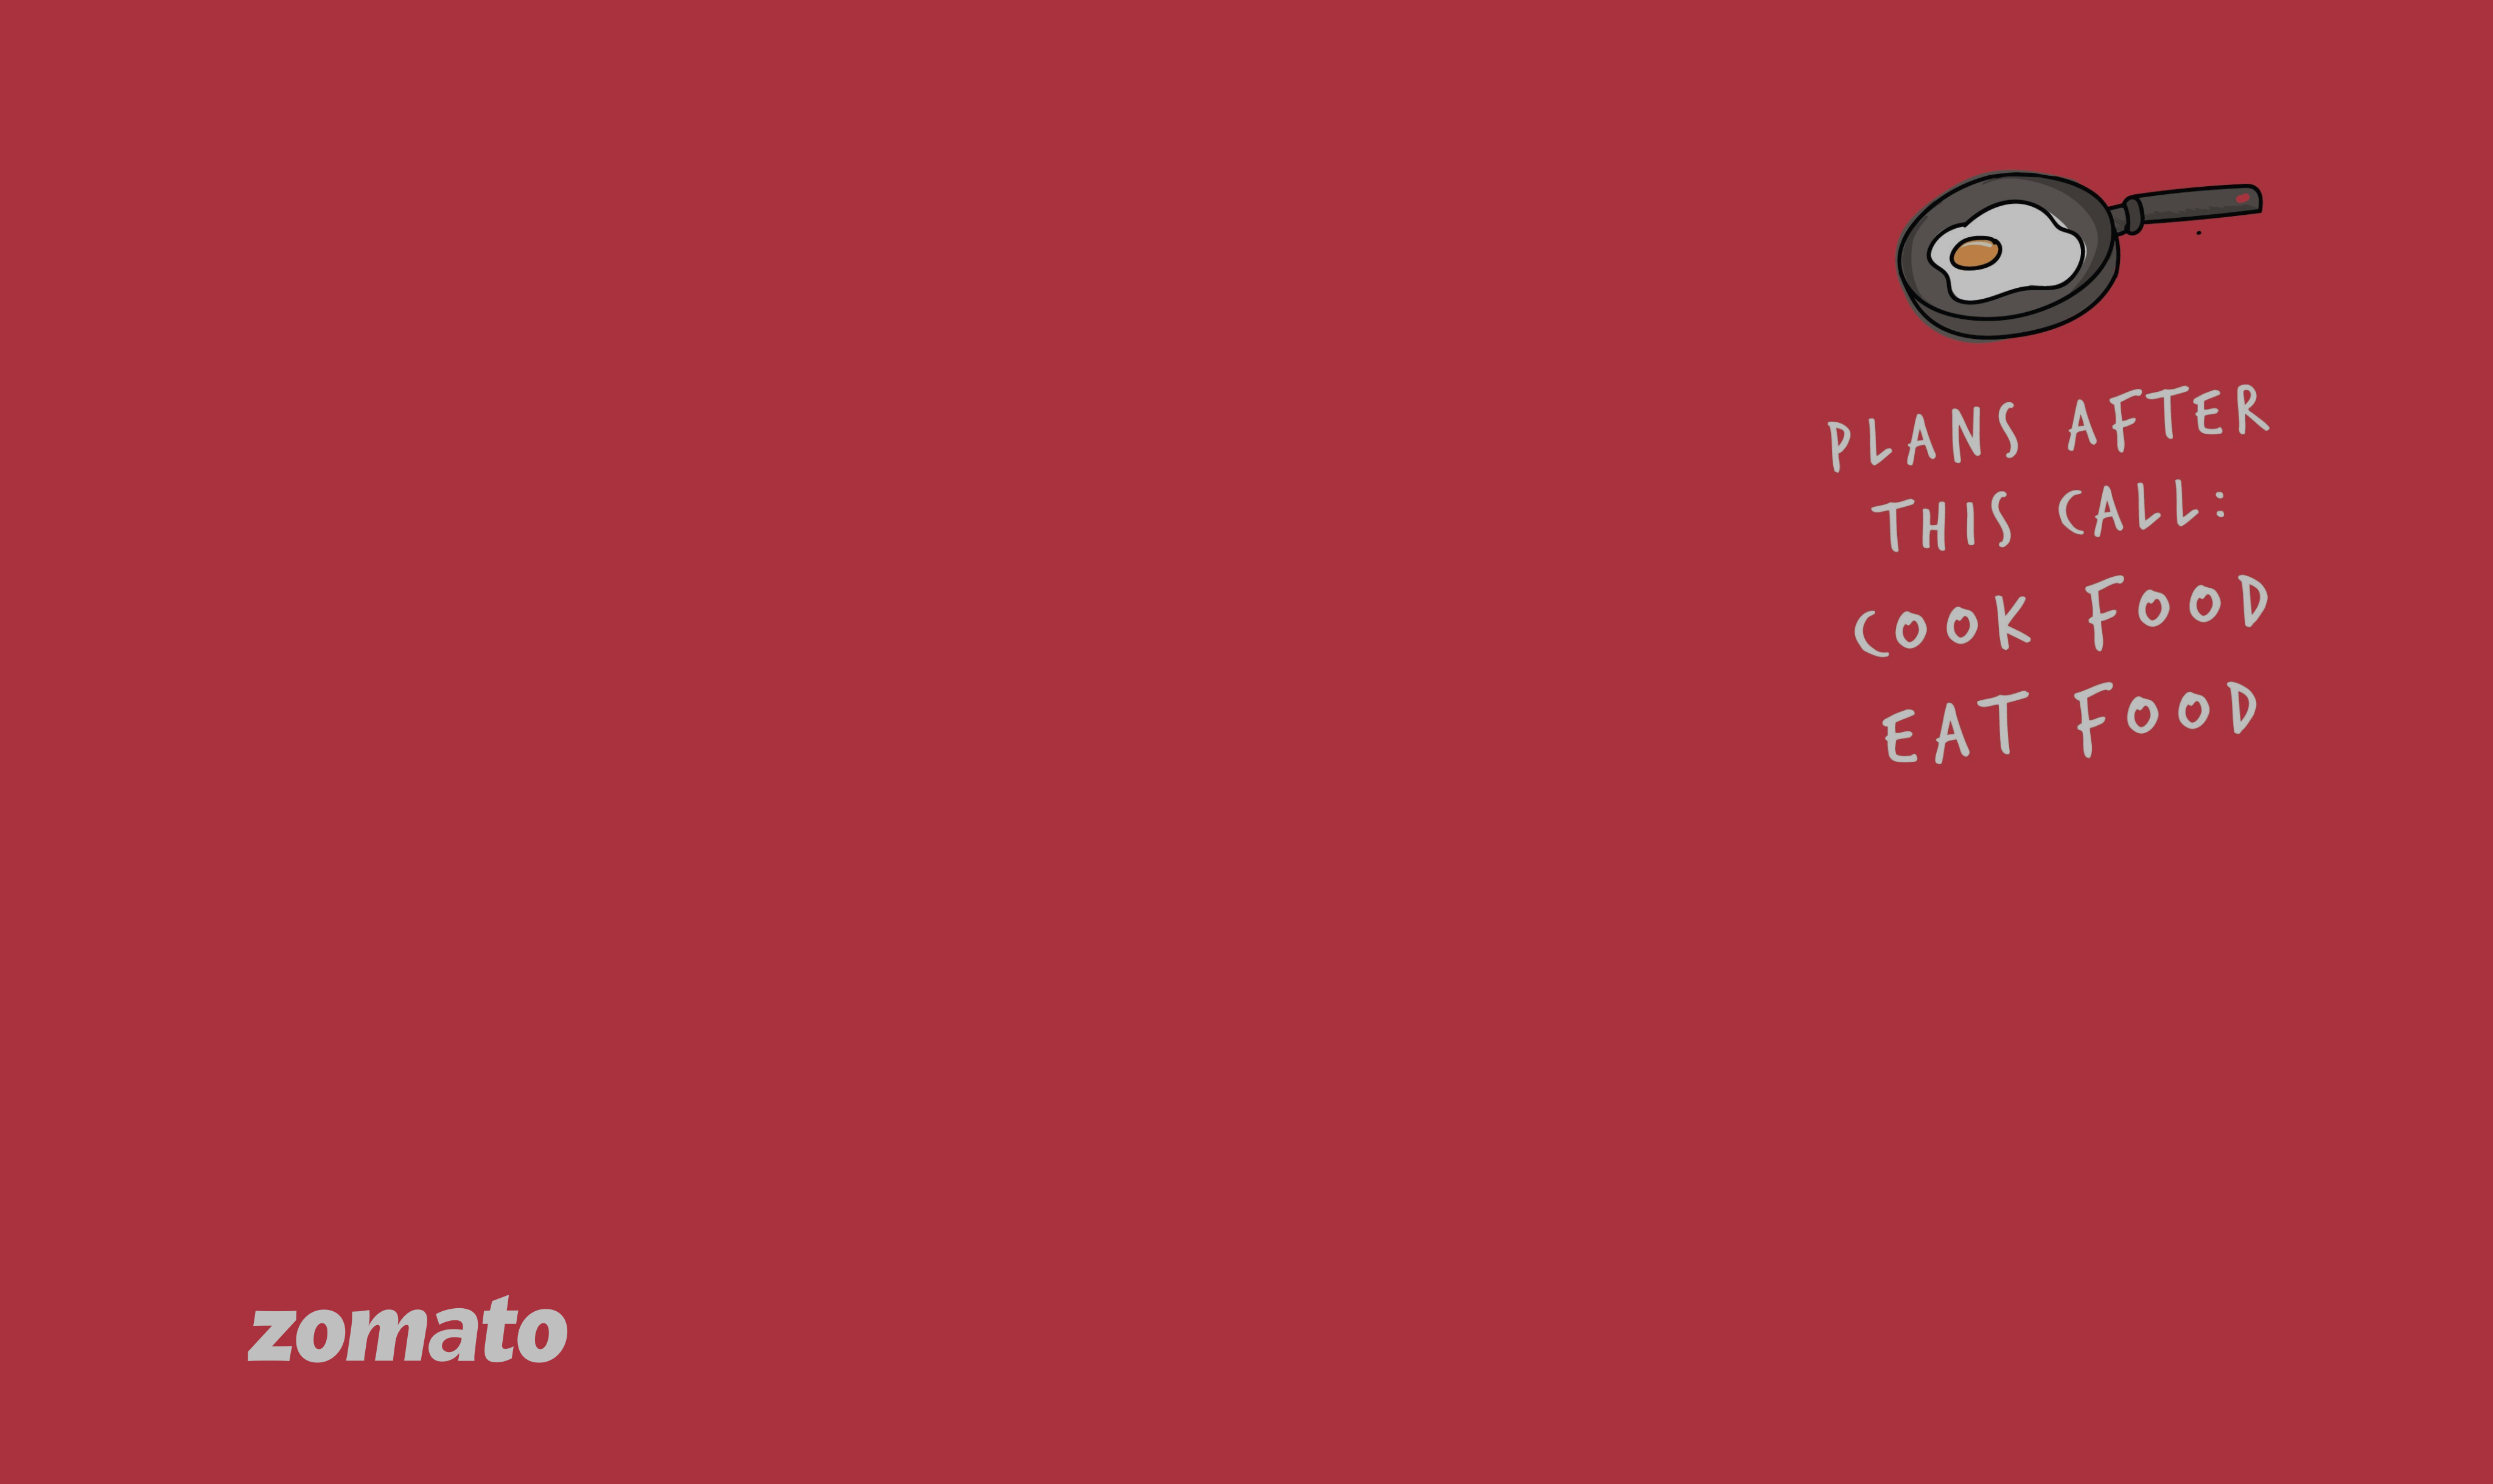 PLANS AFTER
THIS CALL:
COOK FOOD
EAT FOOD
zomato